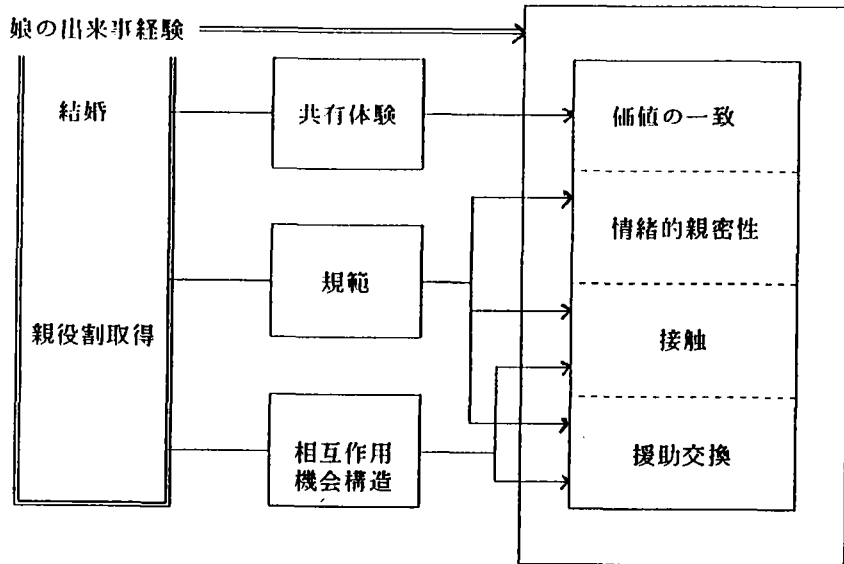 娘の出来事経験
結婚
共有体験
価値の一致
情緒的親密性
規範
親役割取得
接触
相互作用
機会構造
援助交換